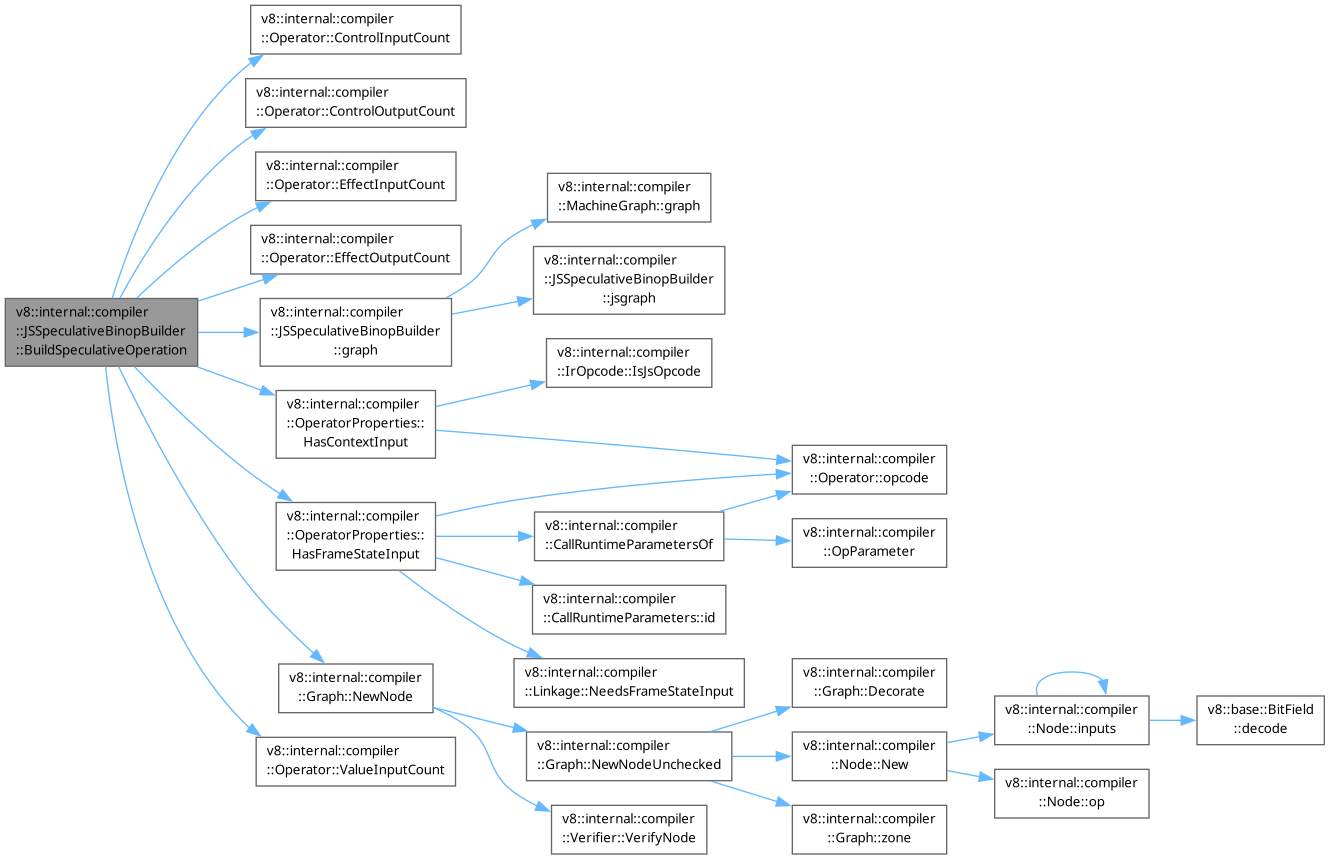 v8::internal::compiler
::Operator::ControlInputCount
v8::internal::compiler
::Operator::ControlOutputCount
v8::internal::compiler
::Operator::EffectInputCount
v8::internal::compiler
::Operator::EffectOutputCount
v8::internal::compiler
::JSSpeculativeBinopBuilder
::BuildSpeculativeOperation
v8::internal::compiler
::JSSpeculativeBinopBuilder
::graph
v8::internal::compiler
::MachineGraph::graph
v8::internal::compiler
::JSSpeculativeBinopBuilder
::jsgraph
v8::internal::compiler
::OperatorProperties::
HasContextInput
v8::internal::compiler
::IrOpcode::IsJsOpcode
v8::internal::compiler
::Operator::opcode
v8::internal::compiler
::OperatorProperties::
HasFrameStateInput
v8::internal::compiler
::CallRuntimeParametersOf
v8::internal::compiler
::OpParameter
v8::internal::compiler
::CallRuntimeParameters::id
v8::internal::compiler
::Linkage::NeedsFrameStateInput
v8::internal::compiler
::Graph::NewNode
v8::internal::compiler
::Graph::NewNodeUnchecked
v8::internal::compiler
::Graph::Decorate
v8::internal::compiler
::Node::New
v8::internal::compiler
::Node::inputs
v8::base::BitField
::decode
v8::internal::compiler
::Node::op
v8::internal::compiler
::Graph::zone
v8::internal::compiler
::Verifier::VerifyNode
v8::internal::compiler
::Operator::ValueInputCount